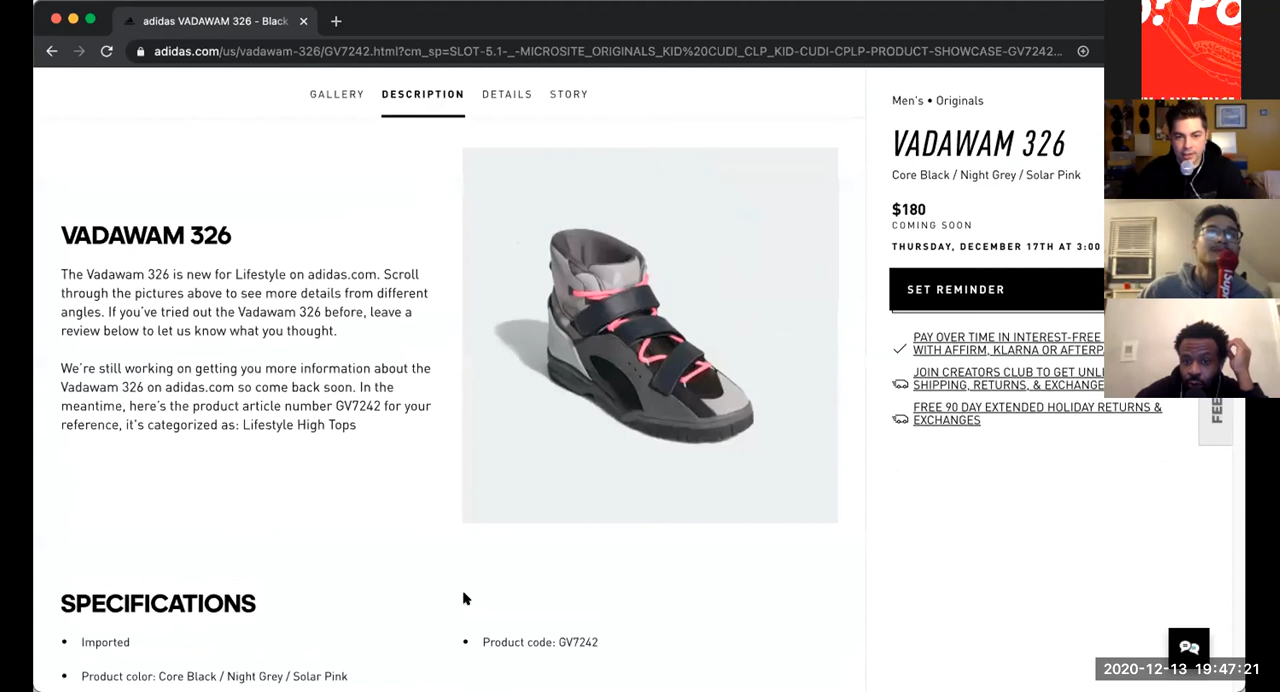 adidas VADAWAM 326 - Black
adidas.com/us/vadawam-326/GV7242.html?cm_sp=SLOT-5.1-_-MICROSITE_ORIGINALS_KID%20CUDI_CLP_KID-CUDI-CPLP-PRODUCT-SHOWCASE-GV7242...
GALLERY DESCRIPTION DETAILS STORY
VADAWAM 326
The Vadawam 326 is new for Lifestyle on adidas.com. Scroll
through the pictures above to see more details from different
angles. If you've tried out the Vadawam 326 before, leave a
review below to let us know what you thought.
We're still working on getting you more information about the
Vadawam 326 on adidas.com so come back soon. In the
meantime, here's the product article number GV7242 for your
reference, it's categorized as: Lifestyle High Tops
SPECIFICATIONS
Imported
Product color: Core Black / Night Grey / Solar Pink
Product code: GV7242
Men's • Originals
VADAWAM 326
Core Black / Night Grey / Solar Pink
$180
COMING SOON
THURSDAY, DECEMBER 17TH AT 3:00
SET REMINDER
PAY OVER TIME IN INTEREST-FREE
WITH AFFIRM, KLARNA OR AFTERP
JOIN CREATORS CLUB TO GET UNLI
SHIPPING, RETURNS, & EXCHANGE
FREE 90 DAY EXTENDED HOLIDAY RETURNS &
EXCHANGES
2020-12-13 19:47:21